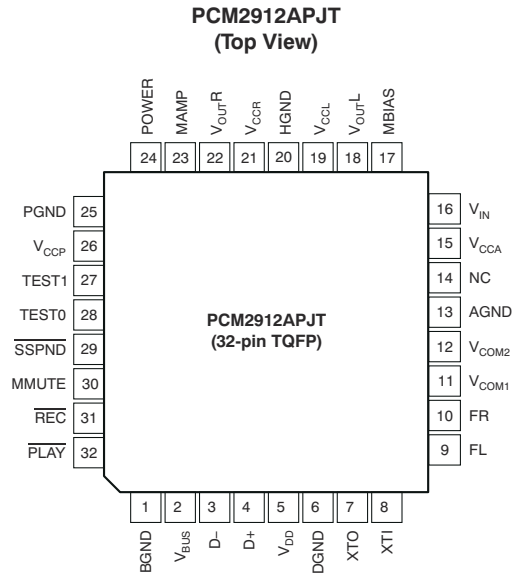 PCM2912APJT
(Top View)
POWER
MAMP
VOUTR
VCCR
HGND
VCCL
VOUTL
MBIAS
24 23 22 21 20 19 18 17
PGND 25
VCCP 26
TEST1 27
TEST0 28
SSPND 29
MMUTE 30
REC 31
PLAY 32
PCM2912APJT
(32-pin TQFP)
16 VIN
15 VCCA
14 NC
13 AGND
12 VCOM2
11 VCOM1
10 FR
9 FL
1 2 3 4 5 6 7 8
BGND
VBUS
D–
D+
VDD
DGND
XTO
XTI